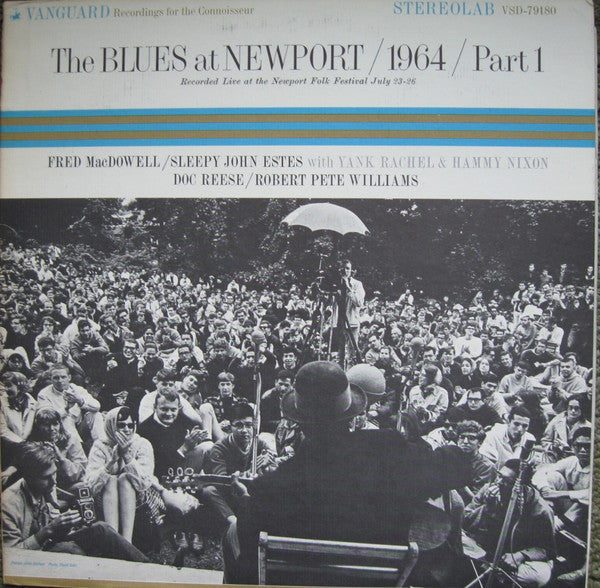 VANGUARD Recordings for the Connoisseur STEREOLAB VSD-79180
The BLUES at NEWPORT / 1964 / Part 1
Recorded Live at the Newport Folk Festival July 23-26
FRED MacDOWELL / SLEEPY JOHN ESTES with YANK RACHEL & HAMMY NIXON
DOC REESE / ROBERT PETE WILLIAMS